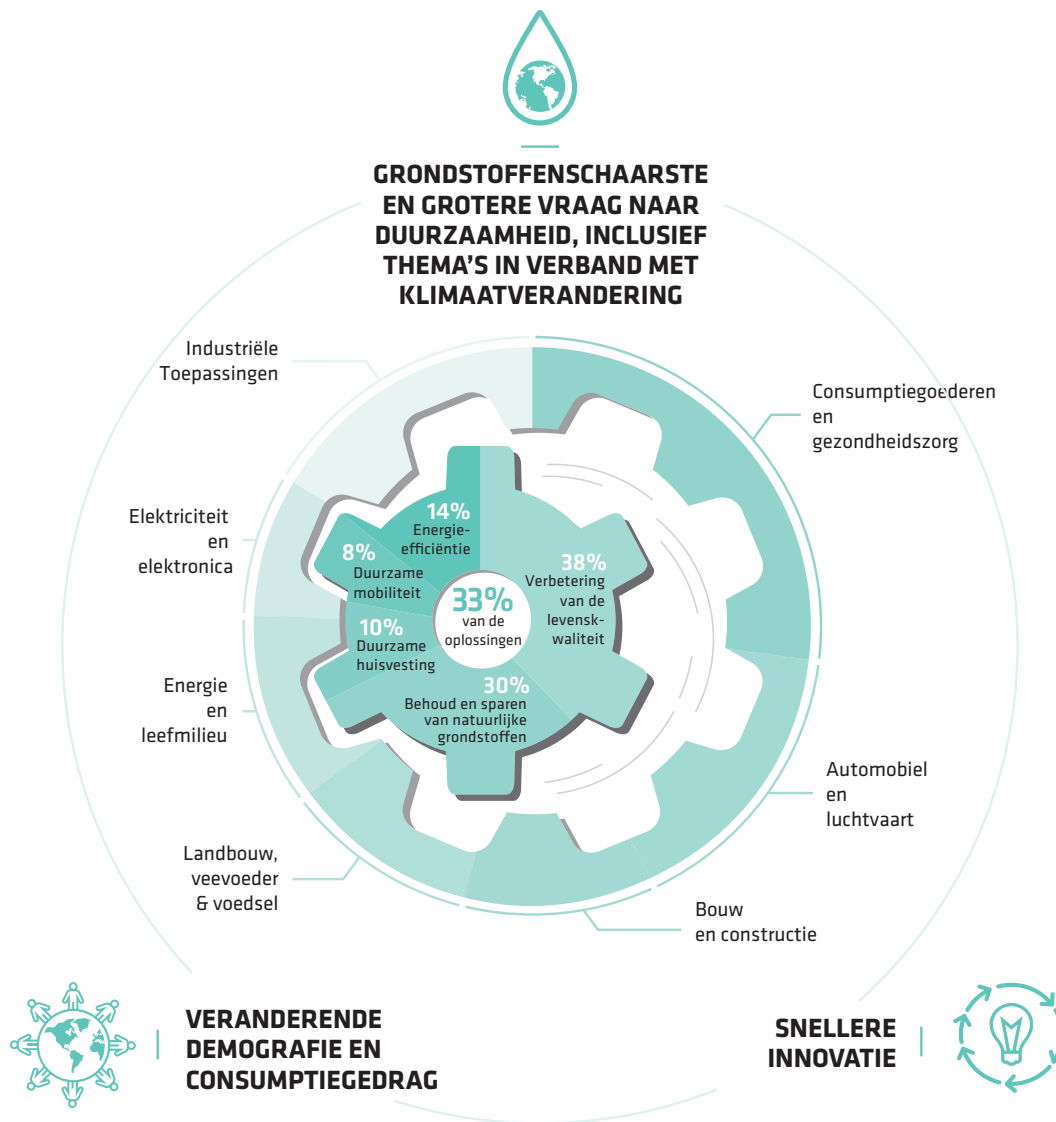 GRONDSTOFFENSCHAARSTE
EN GROTERE VRAAG NAAR
DUURZAAMHEID, INCLUSIEF
THEMA'S IN VERBAND MET
KLIMAATVERANDERING
Industriële
Toepassingen
Consumptiegoederen
en
gezondheidszorg
Elektriciteit
en
elektronica
14%
Energie-
efficiëntie
8%
Duurzame
mobiliteit
38%
Verbetering
van de
levensk-
waliteit
33%
van de
oplossingen
10%
Duurzame
huisvesting
30%
Behoud en sparen
van natuurlijke
grondstoffen
Energie
en
leefmilieu
Automobiel
en
luchtvaart
Landbouw,
veevoeder
& voedsel
Bouw
en constructie
VERANDERENDE
DEMOGRAFIE EN
CONSUMPTIEGEDRAG
SNELLERE
INNOVATIE